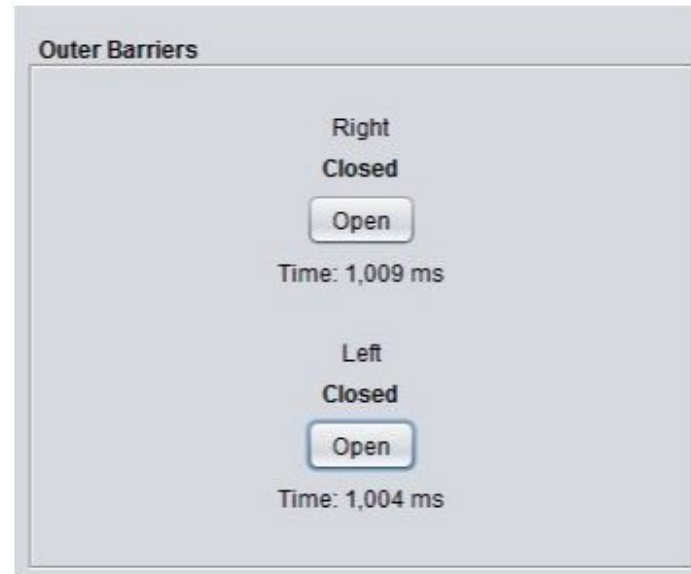 Outer Barriers
Right
Closed
Open
Time: 1,009 ms
Left
Closed
Open
Time: 1,004 ms